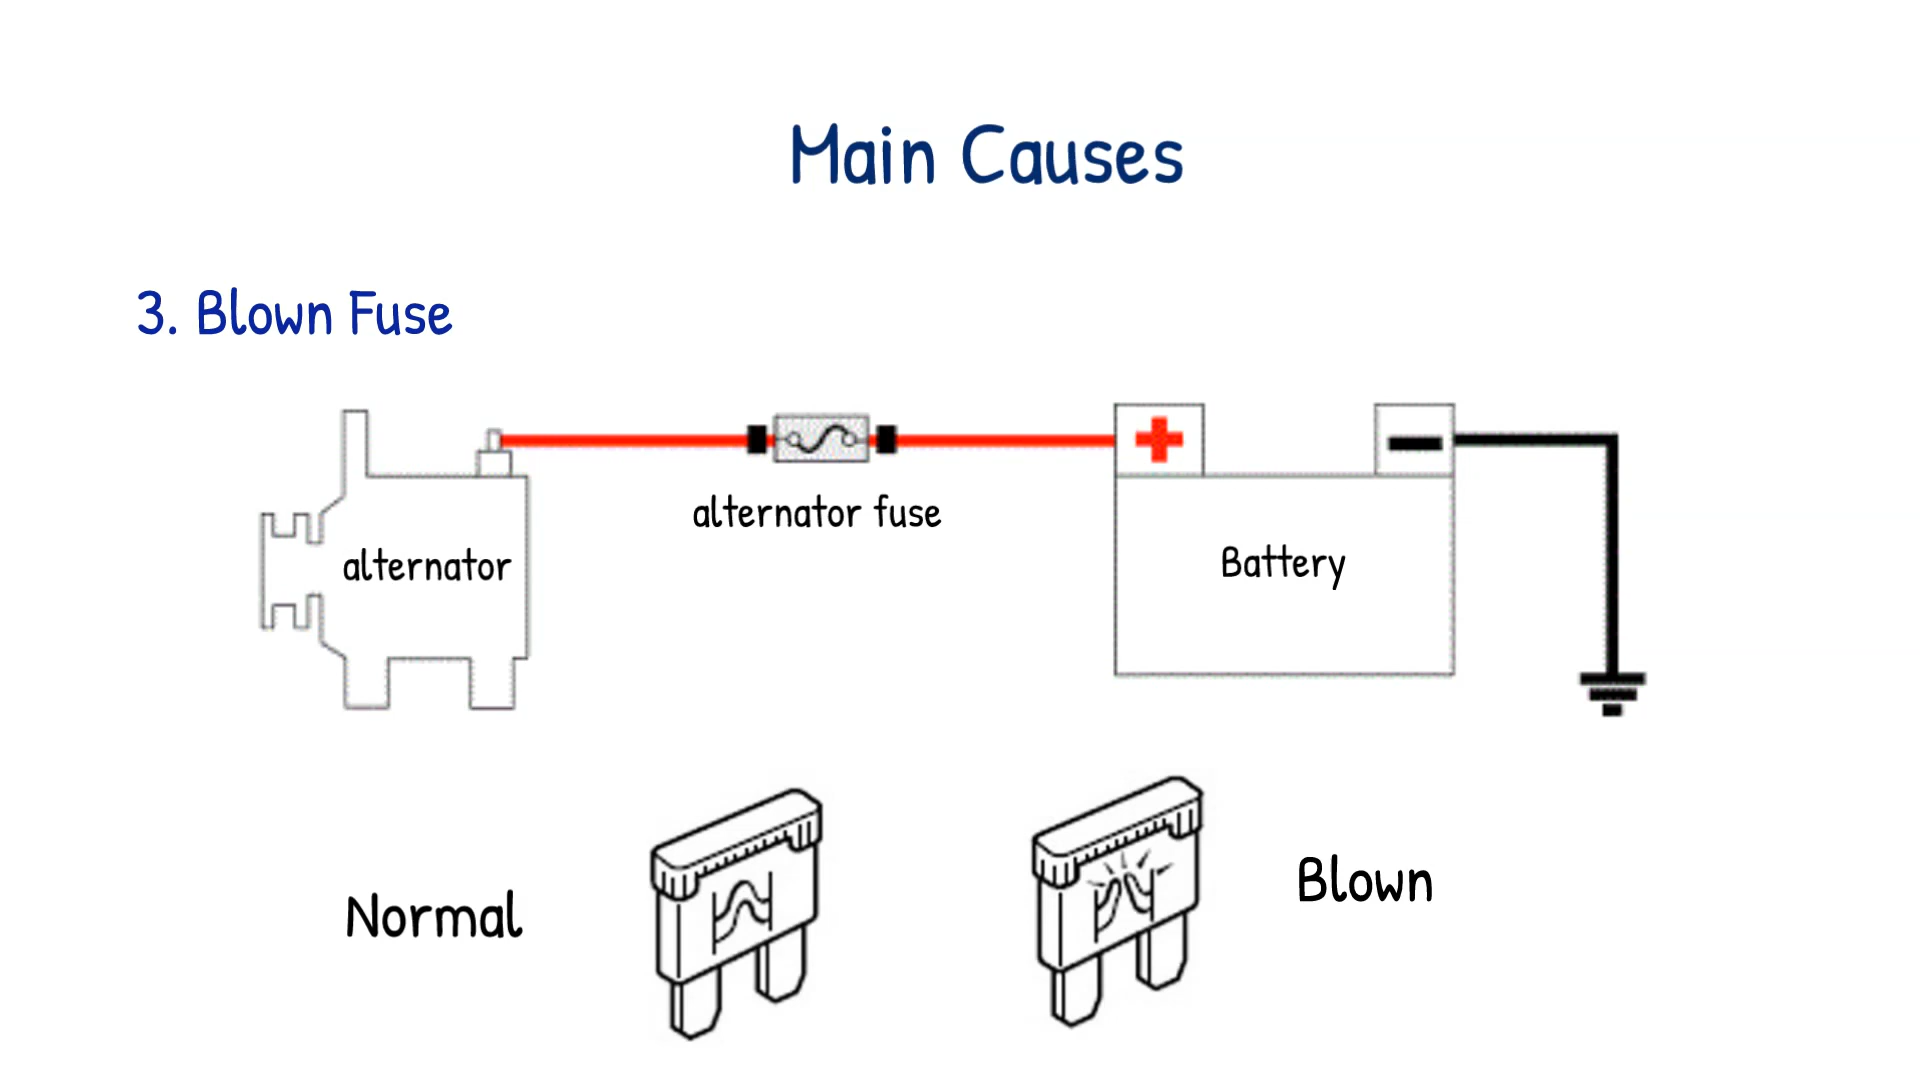 Main Causes
3. Blown Fuse
alternator fuse
alternator
Battery
Normal
Blown